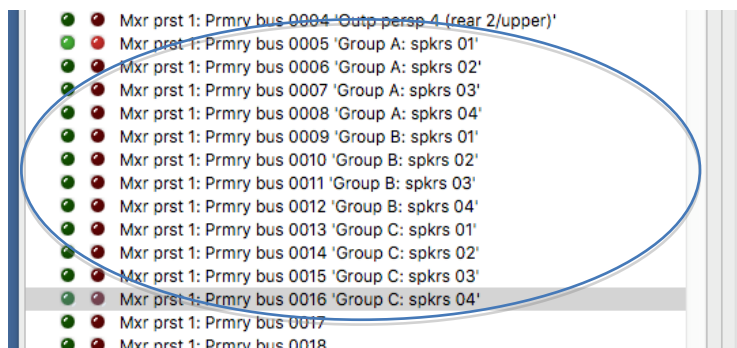 Mxr prst 1: Prmry bus 0004 'Outp persp 4 (rear 2/upper)'
Mxr prst 1: Prmry bus 0005 'Group A: spkrs 01'
Mxr prst 1: Prmry bus 0006 'Group A: spkrs 02'
Mxr prst 1: Prmry bus 0007 'Group A: spkrs 03'
Mxr prst 1: Prmry bus 0008 'Group A: spkrs 04'
Mxr prst 1: Prmry bus 0009 'Group B: spkrs 01'
Mxr prst 1: Prmry bus 0010 'Group B: spkrs 02'
Mxr prst 1: Prmry bus 0011 'Group B: spkrs 03'
Mxr prst 1: Prmry bus 0012 'Group B: spkrs 04'
Mxr prst 1: Prmry bus 0013 'Group C: spkrs 01'
Mxr prst 1: Prmry bus 0014 'Group C: spkrs 02'
Mxr prst 1: Prmry bus 0015 'Group C: spkrs 03'
Mxr prst 1: Prmry bus 0016 'Group C: spkrs 04'
Mxr prst 1: Prmry bus 0017
Mxr prst 1: Prmry bus 0018